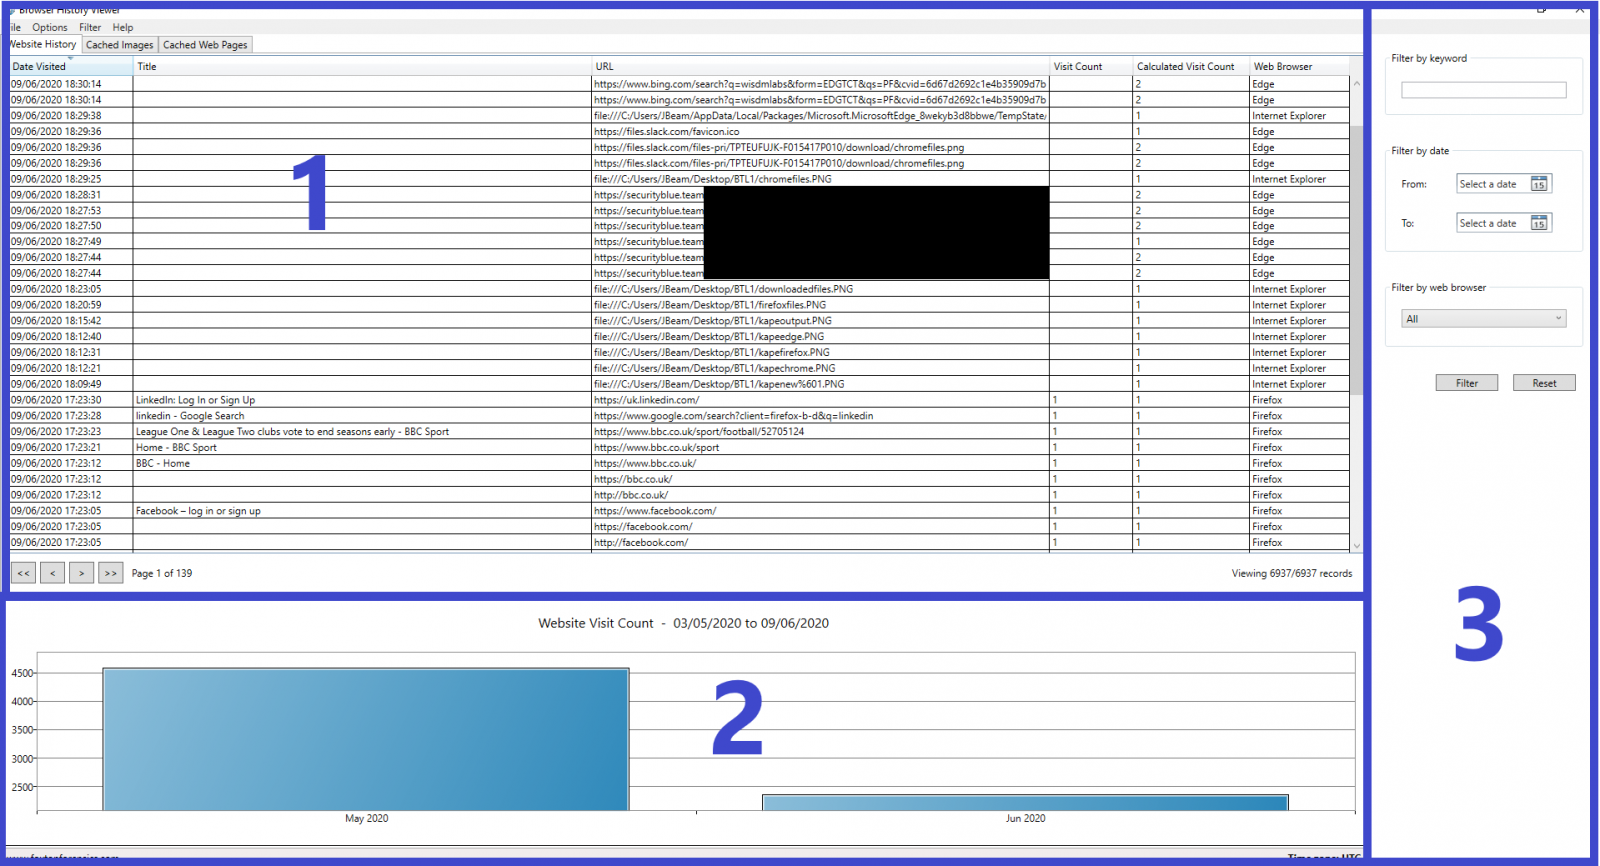 Browser History Viewer
ile Options Filter Help
Website History Cached Images Cached Web Pages
Date Visited Title URL Visit Count Calculated Visit Count Web Browser
09/06/2020 18:30:14 https://www.bing.com/search?q=wisdmlabs&form=EDGTCT&qs=PF&cvid=6d67d2692c1e4b35909d7b 2 Edge
09/06/2020 18:30:14 https://www.bing.com/search?q=wisdmlabs&form=EDGTCT&qs=PF&cvid=6d67d2692c1e4b35909d7b 2 Edge
09/06/2020 18:29:38 file:///C:/Users/JBeam/AppData/Local/Packages/Microsoft.MicrosoftEdge_8wekyb3d8bbwe/TempState/ 1 Internet Explorer
09/06/2020 18:29:36 https://files.slack.com/favicon.ico 1 Edge
09/06/2020 18:29:36 https://files.slack.com/files-pri/TPTEUFUJK-F015417P010/download/chromefiles.png 2 Edge
09/06/2020 18:29:36 https://files.slack.com/files-pri/TPTEUFUJK-F015417P010/download/chromefiles.png 2 Edge
09/06/2020 18:29:25 file:///C:/Users/JBeam/Desktop/BTL1/chromefiles.PNG 1 Internet Explorer
09/06/2020 18:28:31 https://securityblue.team 2 Edge
09/06/2020 18:27:53 https://securityblue.team 2 Edge
09/06/2020 18:27:50 https://securityblue.team 2 Edge
09/06/2020 18:27:49 https://securityblue.team 1 Edge
09/06/2020 18:27:44 https://securityblue.team 2 Edge
09/06/2020 18:27:44 https://securityblue.team 2 Edge
09/06/2020 18:23:05 file:///C:/Users/JBeam/Desktop/BTL1/downloadedfiles.PNG 1 Internet Explorer
09/06/2020 18:20:59 file:///C:/Users/JBeam/Desktop/BTL1/firefoxfiles.PNG 1 Internet Explorer
09/06/2020 18:15:42 file:///C:/Users/JBeam/Desktop/BTL1/kapeoutput.PNG 1 Internet Explorer
09/06/2020 18:12:40 file:///C:/Users/JBeam/Desktop/BTL1/kapeedge.PNG 1 Internet Explorer
09/06/2020 18:12:31 file:///C:/Users/JBeam/Desktop/BTL1/kapefirefox.PNG 1 Internet Explorer
09/06/2020 18:12:21 file:///C:/Users/JBeam/Desktop/BTL1/kapechrome.PNG 1 Internet Explorer
09/06/2020 18:09:49 file:///C:/Users/JBeam/Desktop/BTL1/kapenew%601.PNG 1 Internet Explorer
09/06/2020 17:23:30 LinkedIn: Log In or Sign Up https://uk.linkedin.com/ 1 1 Firefox
09/06/2020 17:23:28 linkedin - Google Search https://www.google.com/search?client=firefox-b-d&q=linkedin 1 1 Firefox
09/06/2020 17:23:23 League One & League Two clubs vote to end seasons early - BBC Sport https://www.bbc.co.uk/sport/football/52705124 1 1 Firefox
09/06/2020 17:23:21 Home - BBC Sport https://www.bbc.co.uk/sport 1 1 Firefox
09/06/2020 17:23:12 BBC - Home https://www.bbc.co.uk/ 1 1 Firefox
09/06/2020 17:23:12 https://bbc.co.uk/ 1 1 Firefox
09/06/2020 17:23:12 http://bbc.co.uk/ 1 1 Firefox
09/06/2020 17:23:05 Facebook – log in or sign up https://www.facebook.com/ 1 1 Firefox
09/06/2020 17:23:05 https://facebook.com/ 1 1 Firefox
09/06/2020 17:23:05 http://facebook.com/ 1 1 Firefox
1
<< < > >> Page 1 of 139 Viewing 6937/6937 records
Website Visit Count - 03/05/2020 to 09/06/2020
4500
4000
3500
3000
2500
May 2020 Jun 2020
2
www.foxtonforensics.com Time zone: UTC
Filter by keyword
Filter by date
From: Select a date 15
To: Select a date 15
Filter by web browser
All
Filter Reset
3